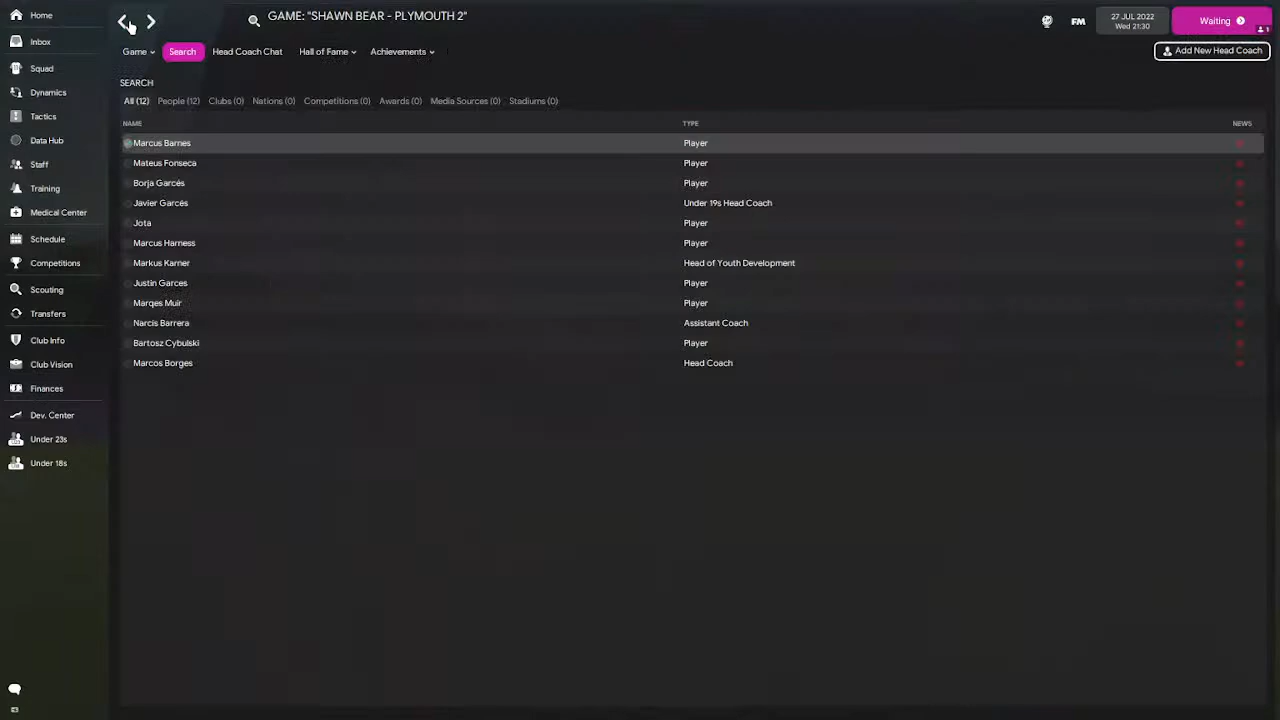 Home
GAME: "SHAWN BEAR - PLYMOUTH 2"
FM
27 JUL 2022
Wed 21:30
Waiting
1
Inbox
Game
Search
Head Coach Chat
Hall of Fame
Achievements
Add New Head Coach
Squad
Dynamics
Tactics
Data Hub
Staff
Training
Medical Center
Schedule
Competitions
Scouting
Transfers
Club Info
Club Vision
Finances
Dev. Center
Under 23s
Under 18s
SEARCH
All (12) People (12) Clubs (0) Nations (0) Competitions (0) Awards (0) Media Sources (0) Stadiums (0)
NAME TYPE NEWS
Marcus Barnes Player
Mateus Fonseca Player
Borja Garcés Player
Javier Garcés Under 19s Head Coach
Jota Player
Marcus Harness Player
Markus Karner Head of Youth Development
Justin Garces Player
Marqes Muir Player
Narcís Barrera Assistant Coach
Bartosz Cybulski Player
Marcos Borges Head Coach